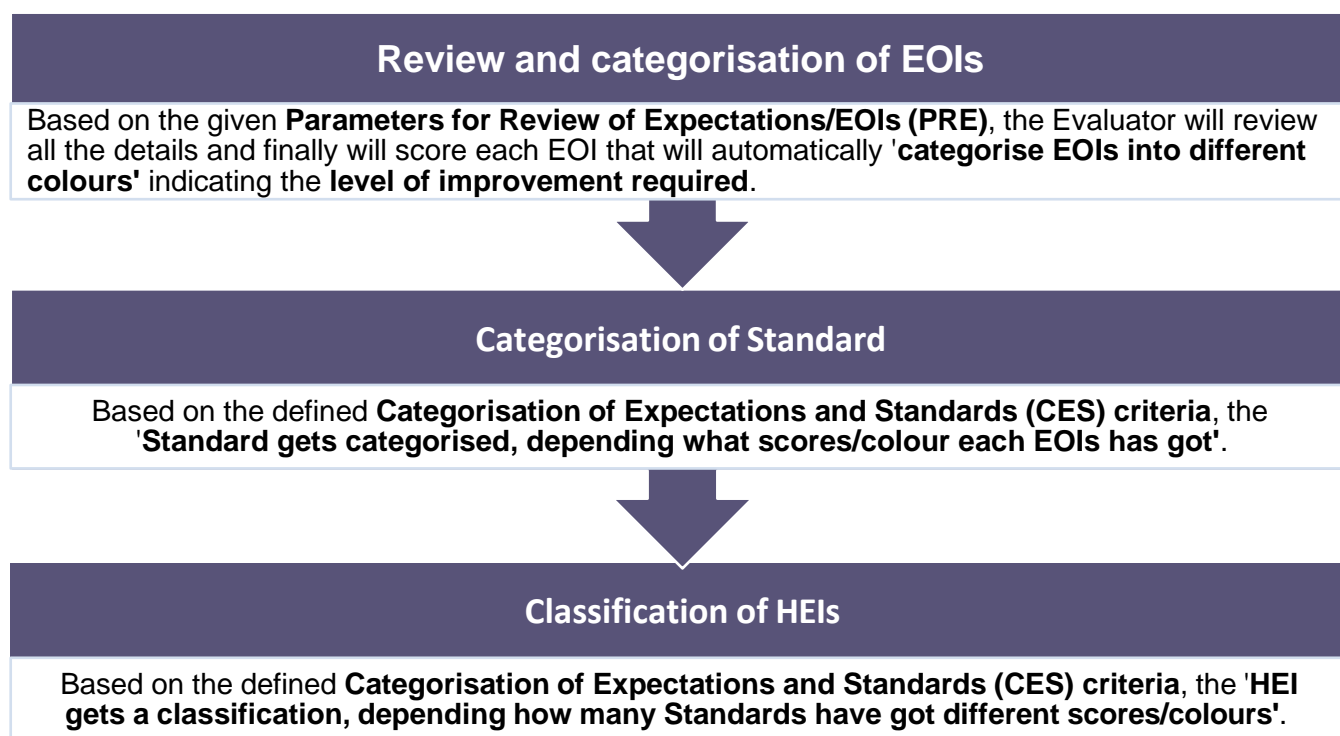 Review and categorisation of EOIs
Based on the given Parameters for Review of Expectations/EOIs (PRE), the Evaluator will review
all the details and finally will score each EOI that will automatically 'categorise EOIs into different
colours' indicating the level of improvement required.
Categorisation of Standard
Based on the defined Categorisation of Expectations and Standards (CES) criteria, the
'Standard gets categorised, depending what scores/colour each EOIs has got'.
Classification of HEIs
Based on the defined Categorisation of Expectations and Standards (CES) criteria, the 'HEI
gets a classification, depending how many Standards have got different scores/colours'.